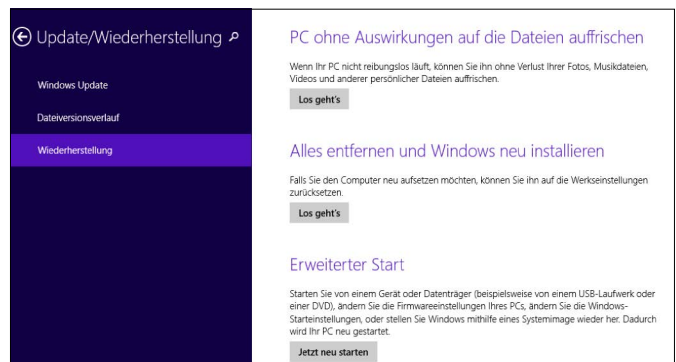 Update/Wiederherstellung
Windows Update
Dateiversionsverlauf
Wiederherstellung
PC ohne Auswirkungen auf die Dateien auffrischen
Wenn Ihr PC nicht reibungslos läuft, können Sie ihn ohne Verlust Ihrer Fotos, Musikdateien,
Videos und anderer persönlicher Dateien auffrischen.
Los geht's
Alles entfernen und Windows neu installieren
Falls Sie den Computer neu aufsetzen möchten, können Sie ihn auf die Werkseinstellungen
zurücksetzen.
Los geht's
Erweiterter Start
Starten Sie von einem Gerät oder Datenträger (beispielsweise von einem USB-Laufwerk oder
einer DVD), ändern Sie die Firmwareeinstellungen Ihres PCs, ändern Sie die Windows-
Starteinstellungen, oder stellen Sie Windows mithilfe eines Systemimage wieder her. Dadurch
wird Ihr PC neu gestartet.
Jetzt neu starten